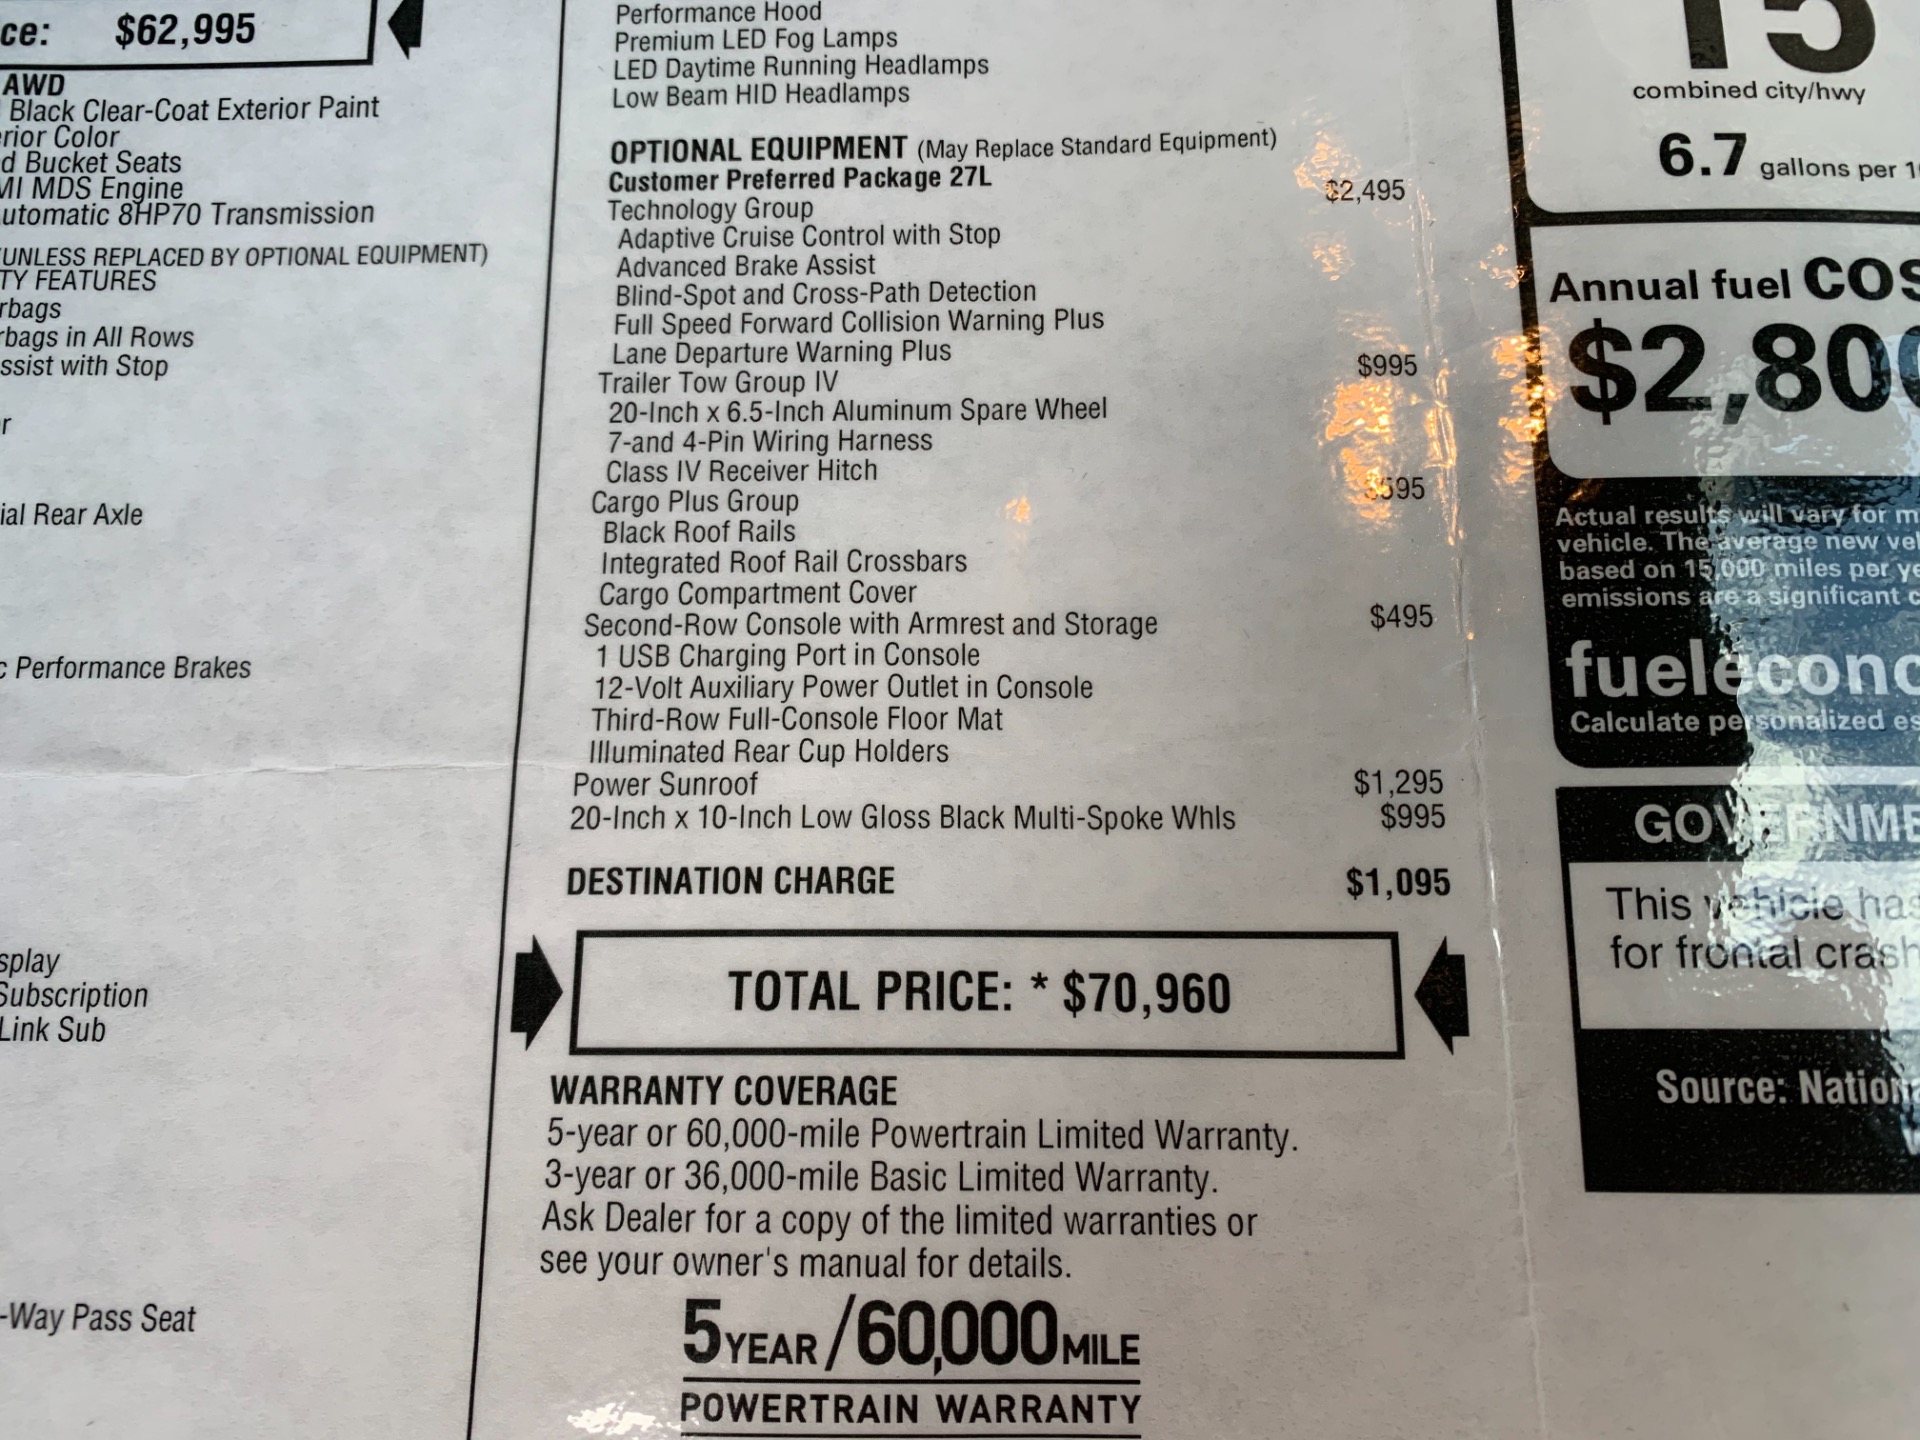 ce: $62,995
AWD
Black Clear-Coat Exterior Paint
rior Color
d Bucket Seats
MI MDS Engine
utomatic 8HP70 Transmission
(UNLESS REPLACED BY OPTIONAL EQUIPMENT)
TY FEATURES
rbags
rbags in All Rows
ssist with Stop
r
ial Rear Axle
c Performance Brakes
splay
Subscription
Link Sub
-Way Pass Seat
Performance Hood
Premium LED Fog Lamps
LED Daytime Running Headlamps
Low Beam HID Headlamps
OPTIONAL EQUIPMENT (May Replace Standard Equipment)
Customer Preferred Package 27L
Technology Group $2,495
Adaptive Cruise Control with Stop
Advanced Brake Assist
Blind-Spot and Cross-Path Detection
Full Speed Forward Collision Warning Plus
Lane Departure Warning Plus
Trailer Tow Group IV $995
20-Inch x 6.5-Inch Aluminum Spare Wheel
7-and 4-Pin Wiring Harness
Class IV Receiver Hitch
Cargo Plus Group $595
Black Roof Rails
Integrated Roof Rail Crossbars
Cargo Compartment Cover
Second-Row Console with Armrest and Storage $495
1 USB Charging Port in Console
12-Volt Auxiliary Power Outlet in Console
Third-Row Full-Console Floor Mat
Illuminated Rear Cup Holders
Power Sunroof $1,295
20-Inch x 10-Inch Low Gloss Black Multi-Spoke Whls $995
DESTINATION CHARGE $1,095
TOTAL PRICE: * $70,960
WARRANTY COVERAGE
5-year or 60,000-mile Powertrain Limited Warranty.
3-year or 36,000-mile Basic Limited Warranty.
Ask Dealer for a copy of the limited warranties or
see your owner's manual for details.
5 YEAR / 60,000 MILE
POWERTRAIN WARRANTY
15
combined city/hwy
6.7 gallons per 1
Annual fuel COS
$2,800
Actual results will vary for m
vehicle. The average new vel
based on 15,000 miles per ye
emissions are a significant c
fueleconc
Calculate personalized es
GOVERNME
This vehicle has
for frontal crash
Source: Nation